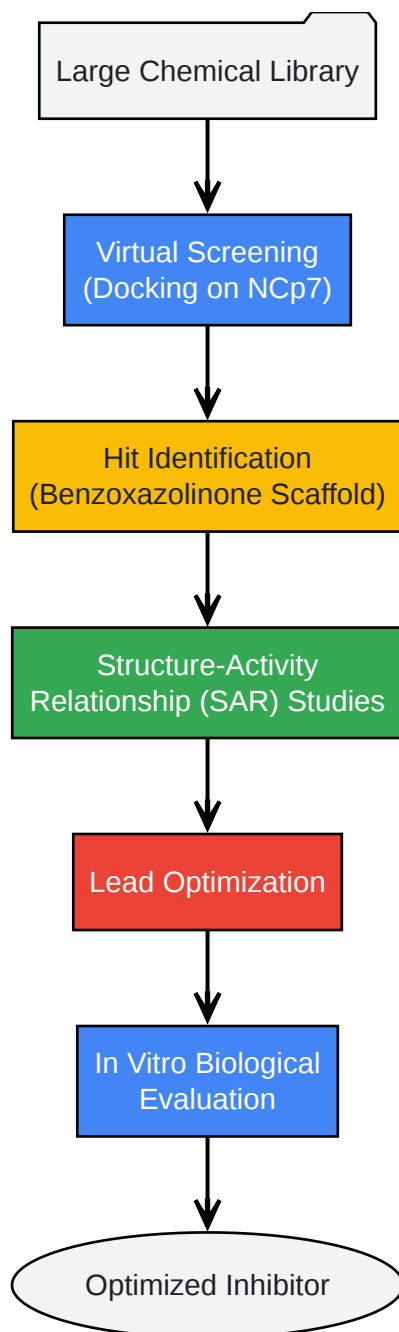 Large Chemical Library
Virtual Screening
(Docking on NCp7)
Hit Identification
(Benzoxazolinone Scaffold)
Structure-Activity
Relationship (SAR) Studies
Lead Optimization
In Vitro Biological
Evaluation
Optimized Inhibitor